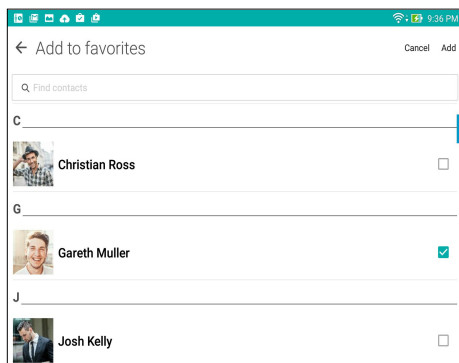 9:36 PM
Add to favorites
Cancel Add
Find contacts
C
Christian Ross
G
Gareth Muller
J
Josh Kelly